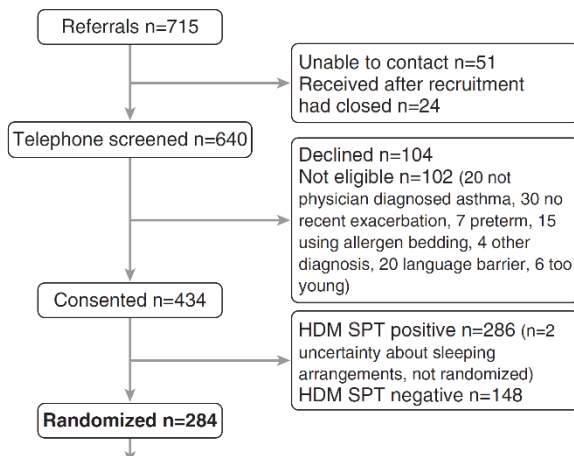 Referrals n=715
Unable to contact n=51
Received after recruitment
had closed n=24
Telephone screened n=640
Declined n=104
Not eligible n=102 (20 not
physician diagnosed asthma, 30 no
recent exacerbation, 7 preterm, 15
using allergen bedding, 4 other
diagnosis, 20 language barrier, 6 too
young)
Consented n=434
HDM SPT positive n=286 (n=2
uncertainty about sleeping
arrangements, not randomized)
HDM SPT negative n=148
Randomized n=284